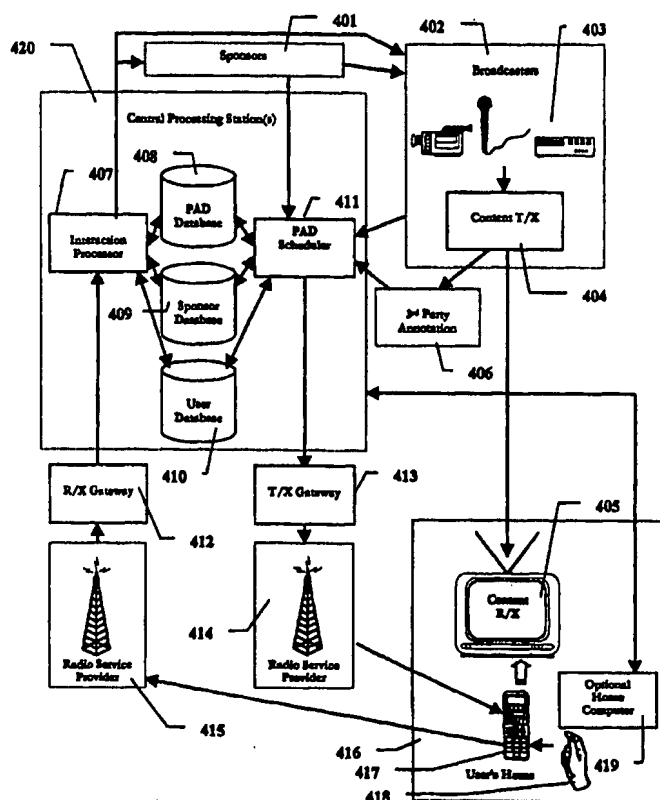 401
402
403
420
Sponsors
Broadcasters
Central Processing Station(s)
407
408
411
PAD
Database
PAD
Scheduler
Interaction
Processor
Content T/X
409
Sponsor
Database
3rd Party
Annotation
404
406
User
Database
410
R/X Gateway
T/X Gateway
413
412
405
Content
R/X
414
Radio Service
Provider
Radio Service
Provider
415
Optional
Home
Computer
416
417
User's Home
419
418